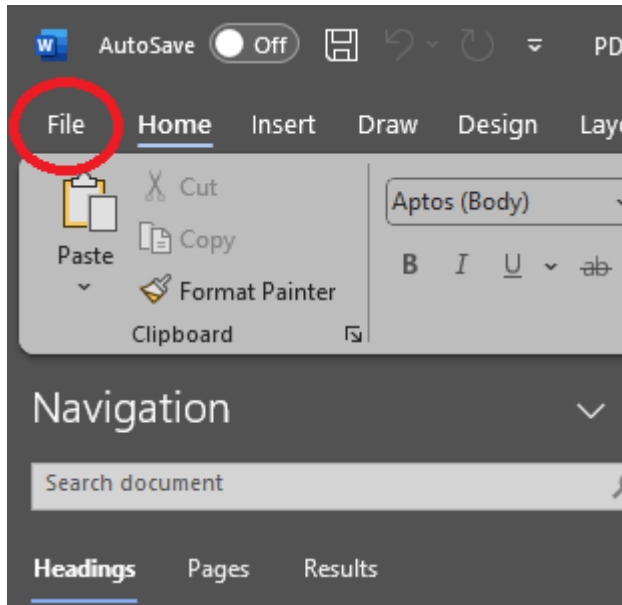 W AutoSave Off PD
File Home Insert Draw Design Lay
Cut
Aptos (Body)
Copy
Paste
B I U ab
Format Painter
Clipboard
Navigation
Search document
Headings Pages Results